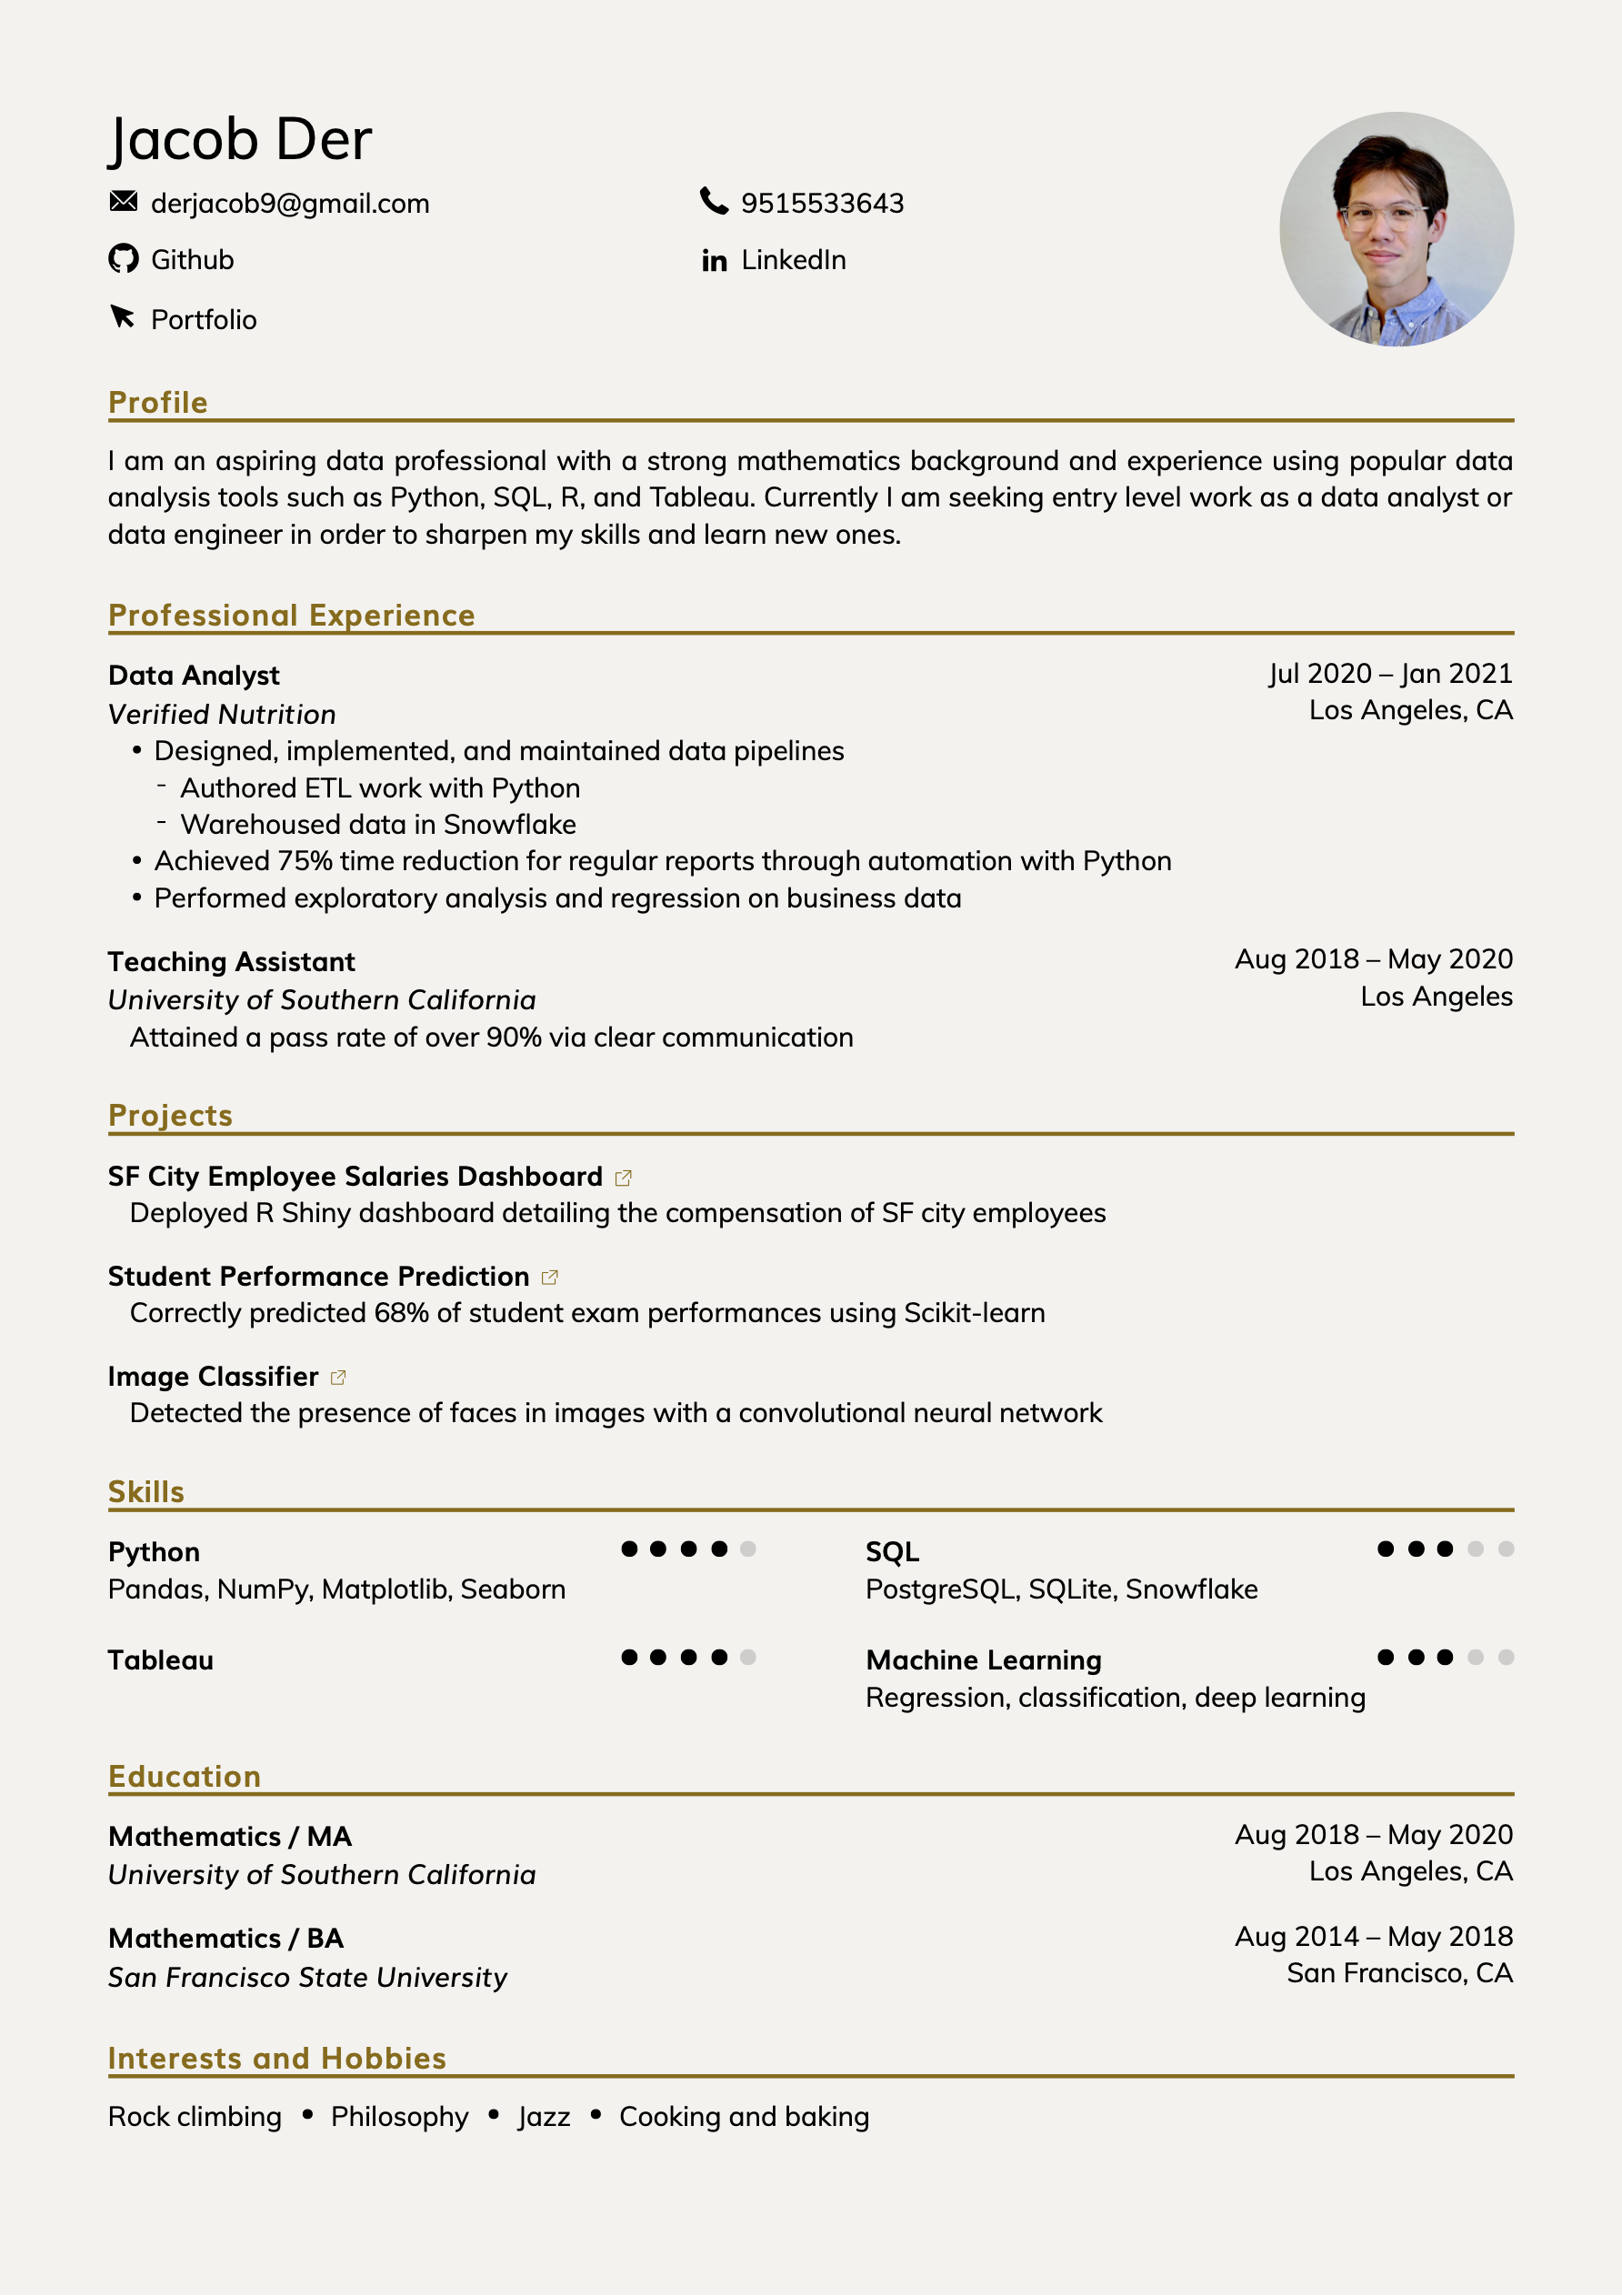 Jacob Der
derjacob9@gmail.com 9515533643
Github LinkedIn
Portfolio
Profile
I am an aspiring data professional with a strong mathematics background and experience using popular data
analysis tools such as Python, SQL, R, and Tableau. Currently I am seeking entry level work as a data analyst or
data engineer in order to sharpen my skills and learn new ones.
Professional Experience
Data Analyst Jul 2020 – Jan 2021
Verified Nutrition Los Angeles, CA
• Designed, implemented, and maintained data pipelines
- Authored ETL work with Python
- Warehoused data in Snowflake
• Achieved 75% time reduction for regular reports through automation with Python
• Performed exploratory analysis and regression on business data
Teaching Assistant Aug 2018 – May 2020
University of Southern California Los Angeles
Attained a pass rate of over 90% via clear communication
Projects
SF City Employee Salaries Dashboard
Deployed R Shiny dashboard detailing the compensation of SF city employees
Student Performance Prediction
Correctly predicted 68% of student exam performances using Scikit-learn
Image Classifier
Detected the presence of faces in images with a convolutional neural network
Skills
Python SQL
Pandas, NumPy, Matplotlib, Seaborn PostgreSQL, SQLite, Snowflake
Tableau Machine Learning
Regression, classification, deep learning
Education
Mathematics / MA Aug 2018 – May 2020
University of Southern California Los Angeles, CA
Mathematics / BA Aug 2014 – May 2018
San Francisco State University San Francisco, CA
Interests and Hobbies
Rock climbing • Philosophy • Jazz • Cooking and baking